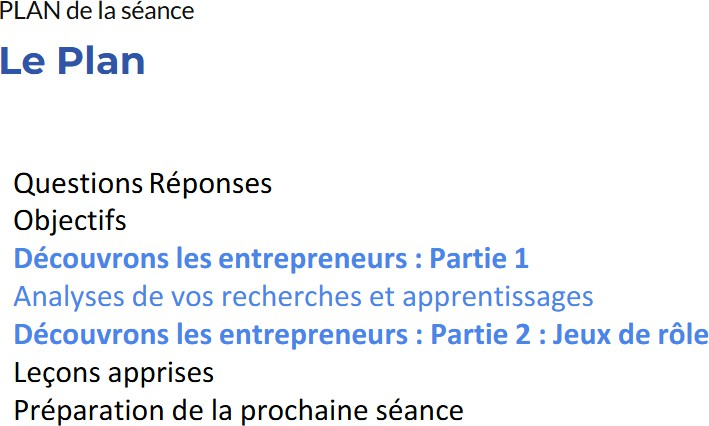 PLAN de la séance
Le Plan
Questions Réponses
Objectifs
Découvrons les entrepreneurs : Partie 1
Analyses de vos recherches et apprentissages
Découvrons les entrepreneurs : Partie 2 : Jeux de rôle
Leçons apprises
Préparation de la prochaine séance